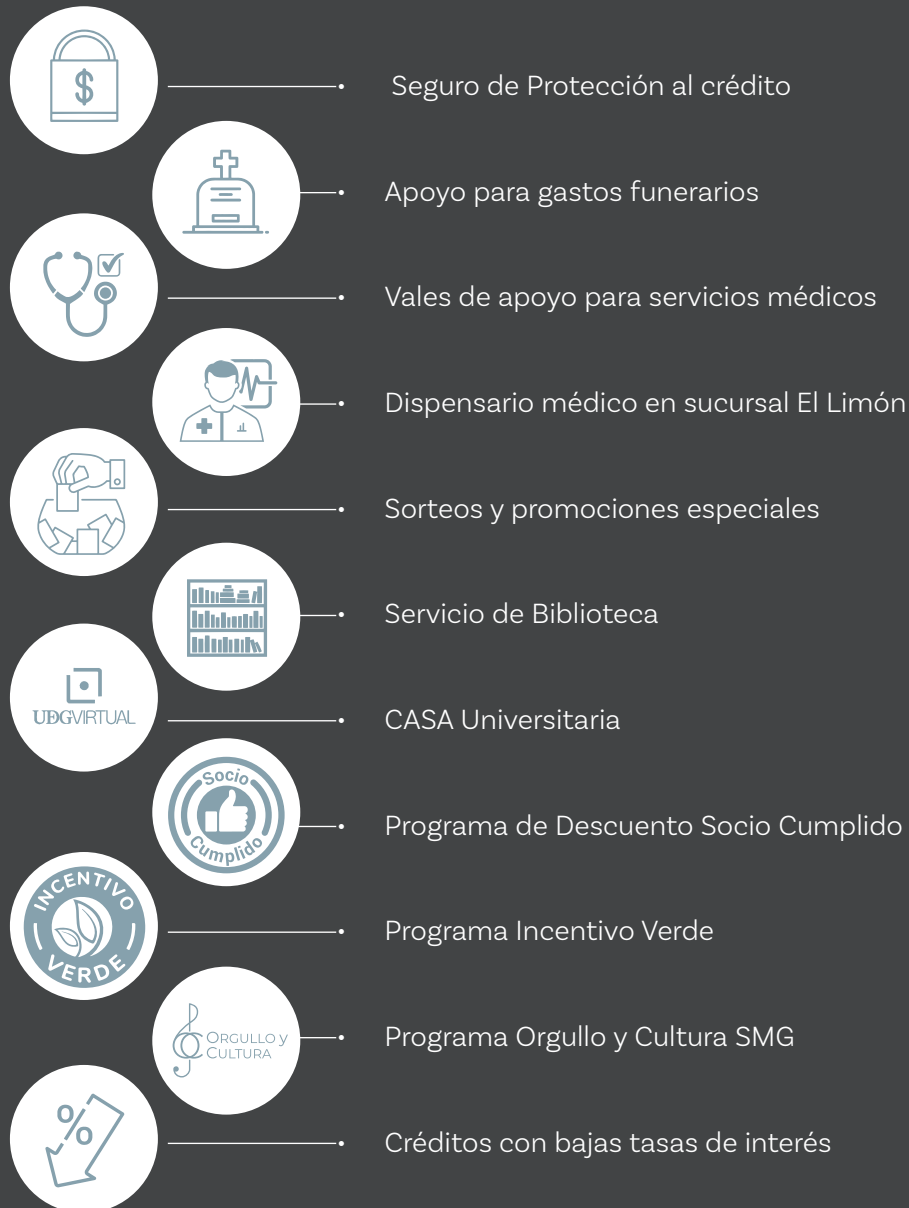 $
Seguro de Protección al crédito
Apoyo para gastos funerarios
Vales de apoyo para servicios médicos
Dispensario médico en sucursal El Limón
Sorteos y promociones especiales
Servicio de Biblioteca
UDGVIRTUAL
CASA Universitaria
Socio
Cumplido
Programa de Descuento Socio Cumplido
INCENTIVO
VERDE
Programa Incentivo Verde
ORGULLO Y
CULTURA
Programa Orgullo y Cultura SMG
%
Créditos con bajas tasas de interés